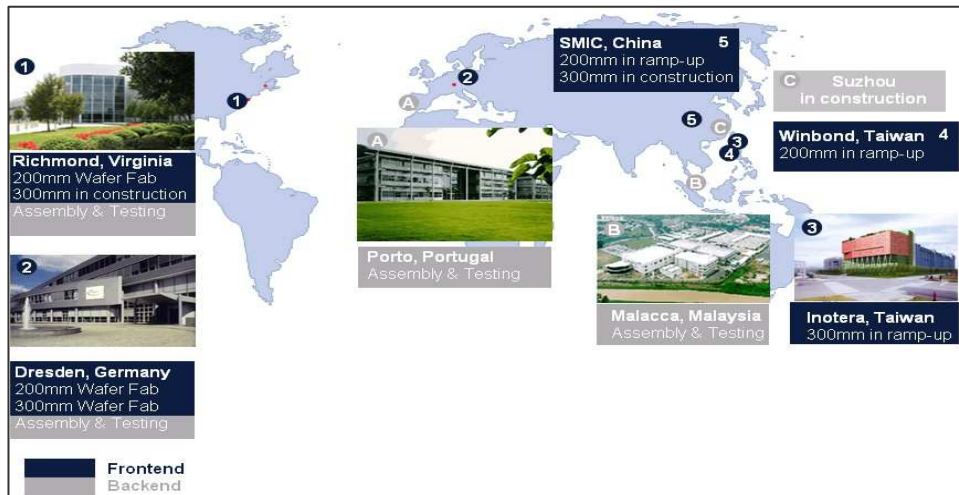 1
Richmond, Virginia
200mm Wafer Fab
300mm in construction
Assembly & Testing
2
Dresden, Germany
200mm Wafer Fab
300mm Wafer Fab
Assembly & Testing
Frontend
Backend
1
2
A
A
Porto, Portugal
Assembly & Testing
SMIC, China 5
200mm in ramp-up
300mm in construction
C Suzhou
in construction
Winbond, Taiwan 4
200mm in ramp-up
5
C
3
4
B
B
Malacca, Malaysia
Assembly & Testing
3
Inotera, Taiwan
300mm in ramp-up